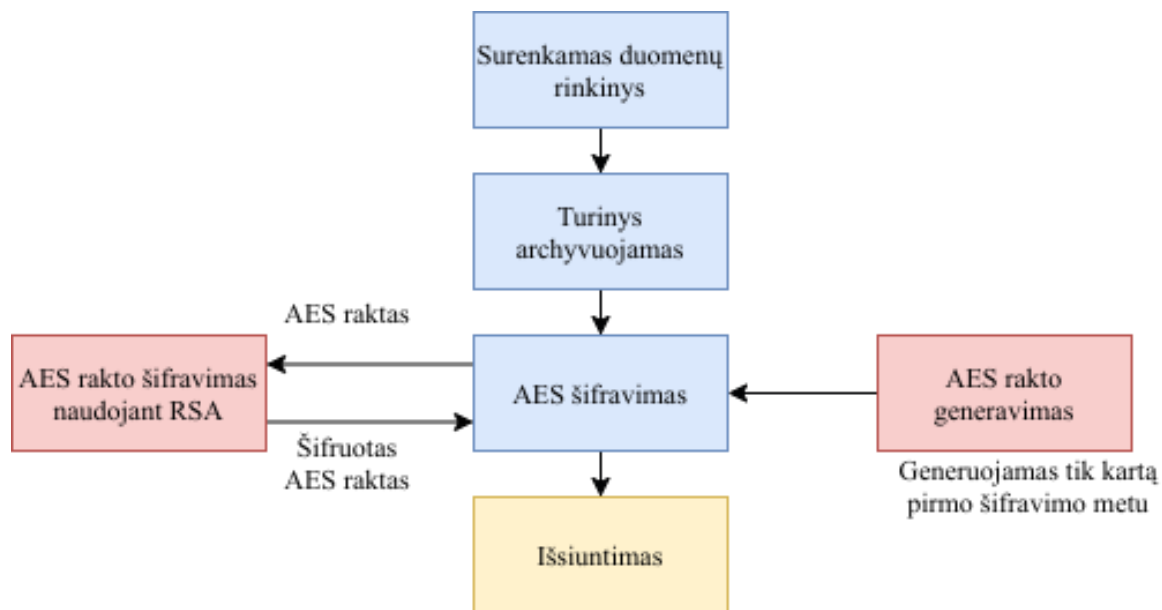 Surenkamas duomenų
rinkinys
Turinys
archyvuojamas
AES raktas
AES rakto šifravimas
naudojant RSA
Šifruotas
AES raktas
AES šifravimas
AES rakto
generavimas
Generuojamas tik kartą
pirmo šifravimo metu
Išsiuntimas